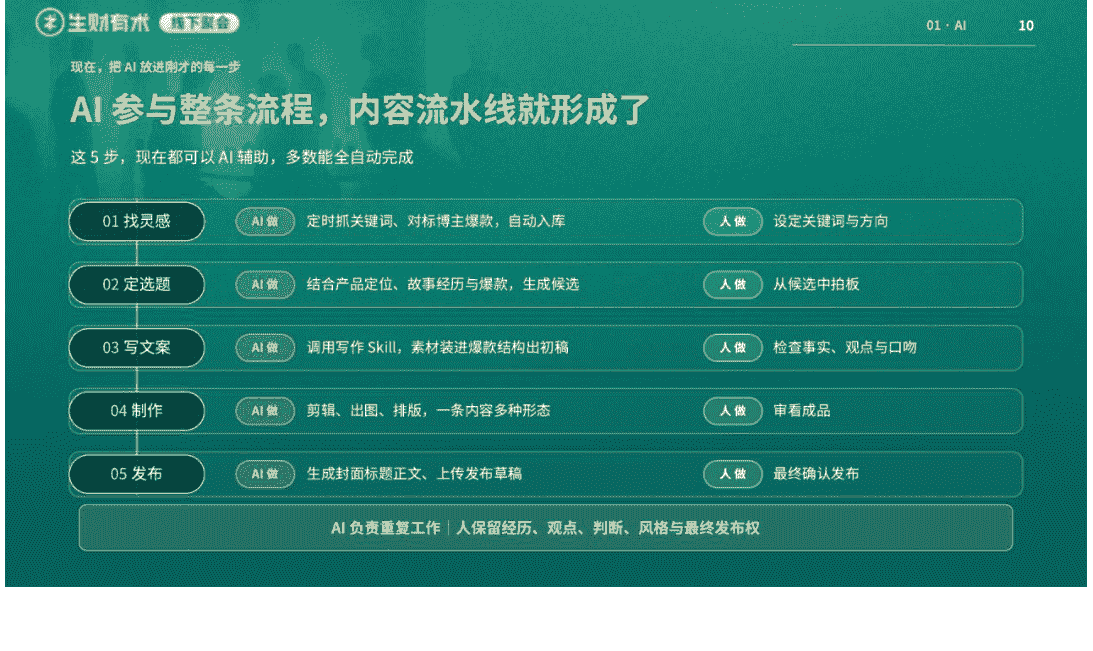 生财有术 线下聚会
01 · AI 10
现在，把 AI 放进刚才的每一步
AI 参与整条流程，内容流水线就形成了
这 5 步，现在都可以 AI 辅助，多数能全自动完成
01 找灵感 AI 做 定时抓关键词、对标博主爆款，自动入库 人做 设定关键词与方向
02 定选题 AI 做 结合产品定位、故事经历与爆款，生成候选 人做 从候选中拍板
03 写文案 AI 做 调用写作 Skill，素材装进爆款结构出初稿 人做 检查事实、观点与口吻
04 制作 AI 做 剪辑、出图、排版，一条内容多种形态 人做 审看成品
05 发布 AI 做 生成封面标题正文、上传发布草稿 人做 最终确认发布
AI 负责重复工作｜人保留经历、观点、判断、风格与最终发布权